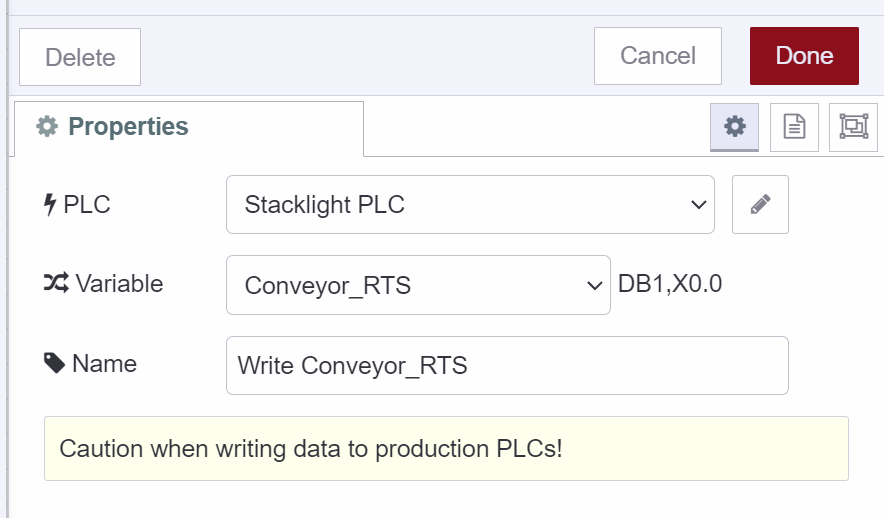 Delete
Cancel
Done
Properties
PLC
Stacklight PLC
Variable
Conveyor_RTS
DB1,X0.0
Name
Write Conveyor_RTS
Caution when writing data to production PLCs!